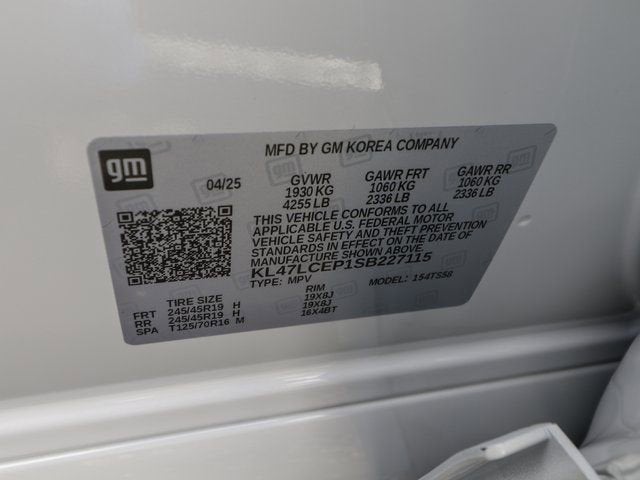 gm
MFD BY GM KOREA COMPANY
04/25 GVWR GAWR FRT GAWR RR
1930 KG 1060 KG 1060 KG
4255 LB 2336 LB 2336 LB
THIS VEHICLE CONFORMS TO ALL
APPLICABLE U.S. FEDERAL MOTOR
VEHICLE SAFETY AND THEFT PREVENTION
STANDARDS IN EFFECT ON THE DATE OF
MANUFACTURE SHOWN ABOVE.
KL47LCEP1SB227115
TYPE: MPV MODEL: 154TS58
TIRE SIZE RIM
FRT 245/45R19 H 19X8J
RR 245/45R19 H 19X8J
SPA T125/70R16 M 16X4BT